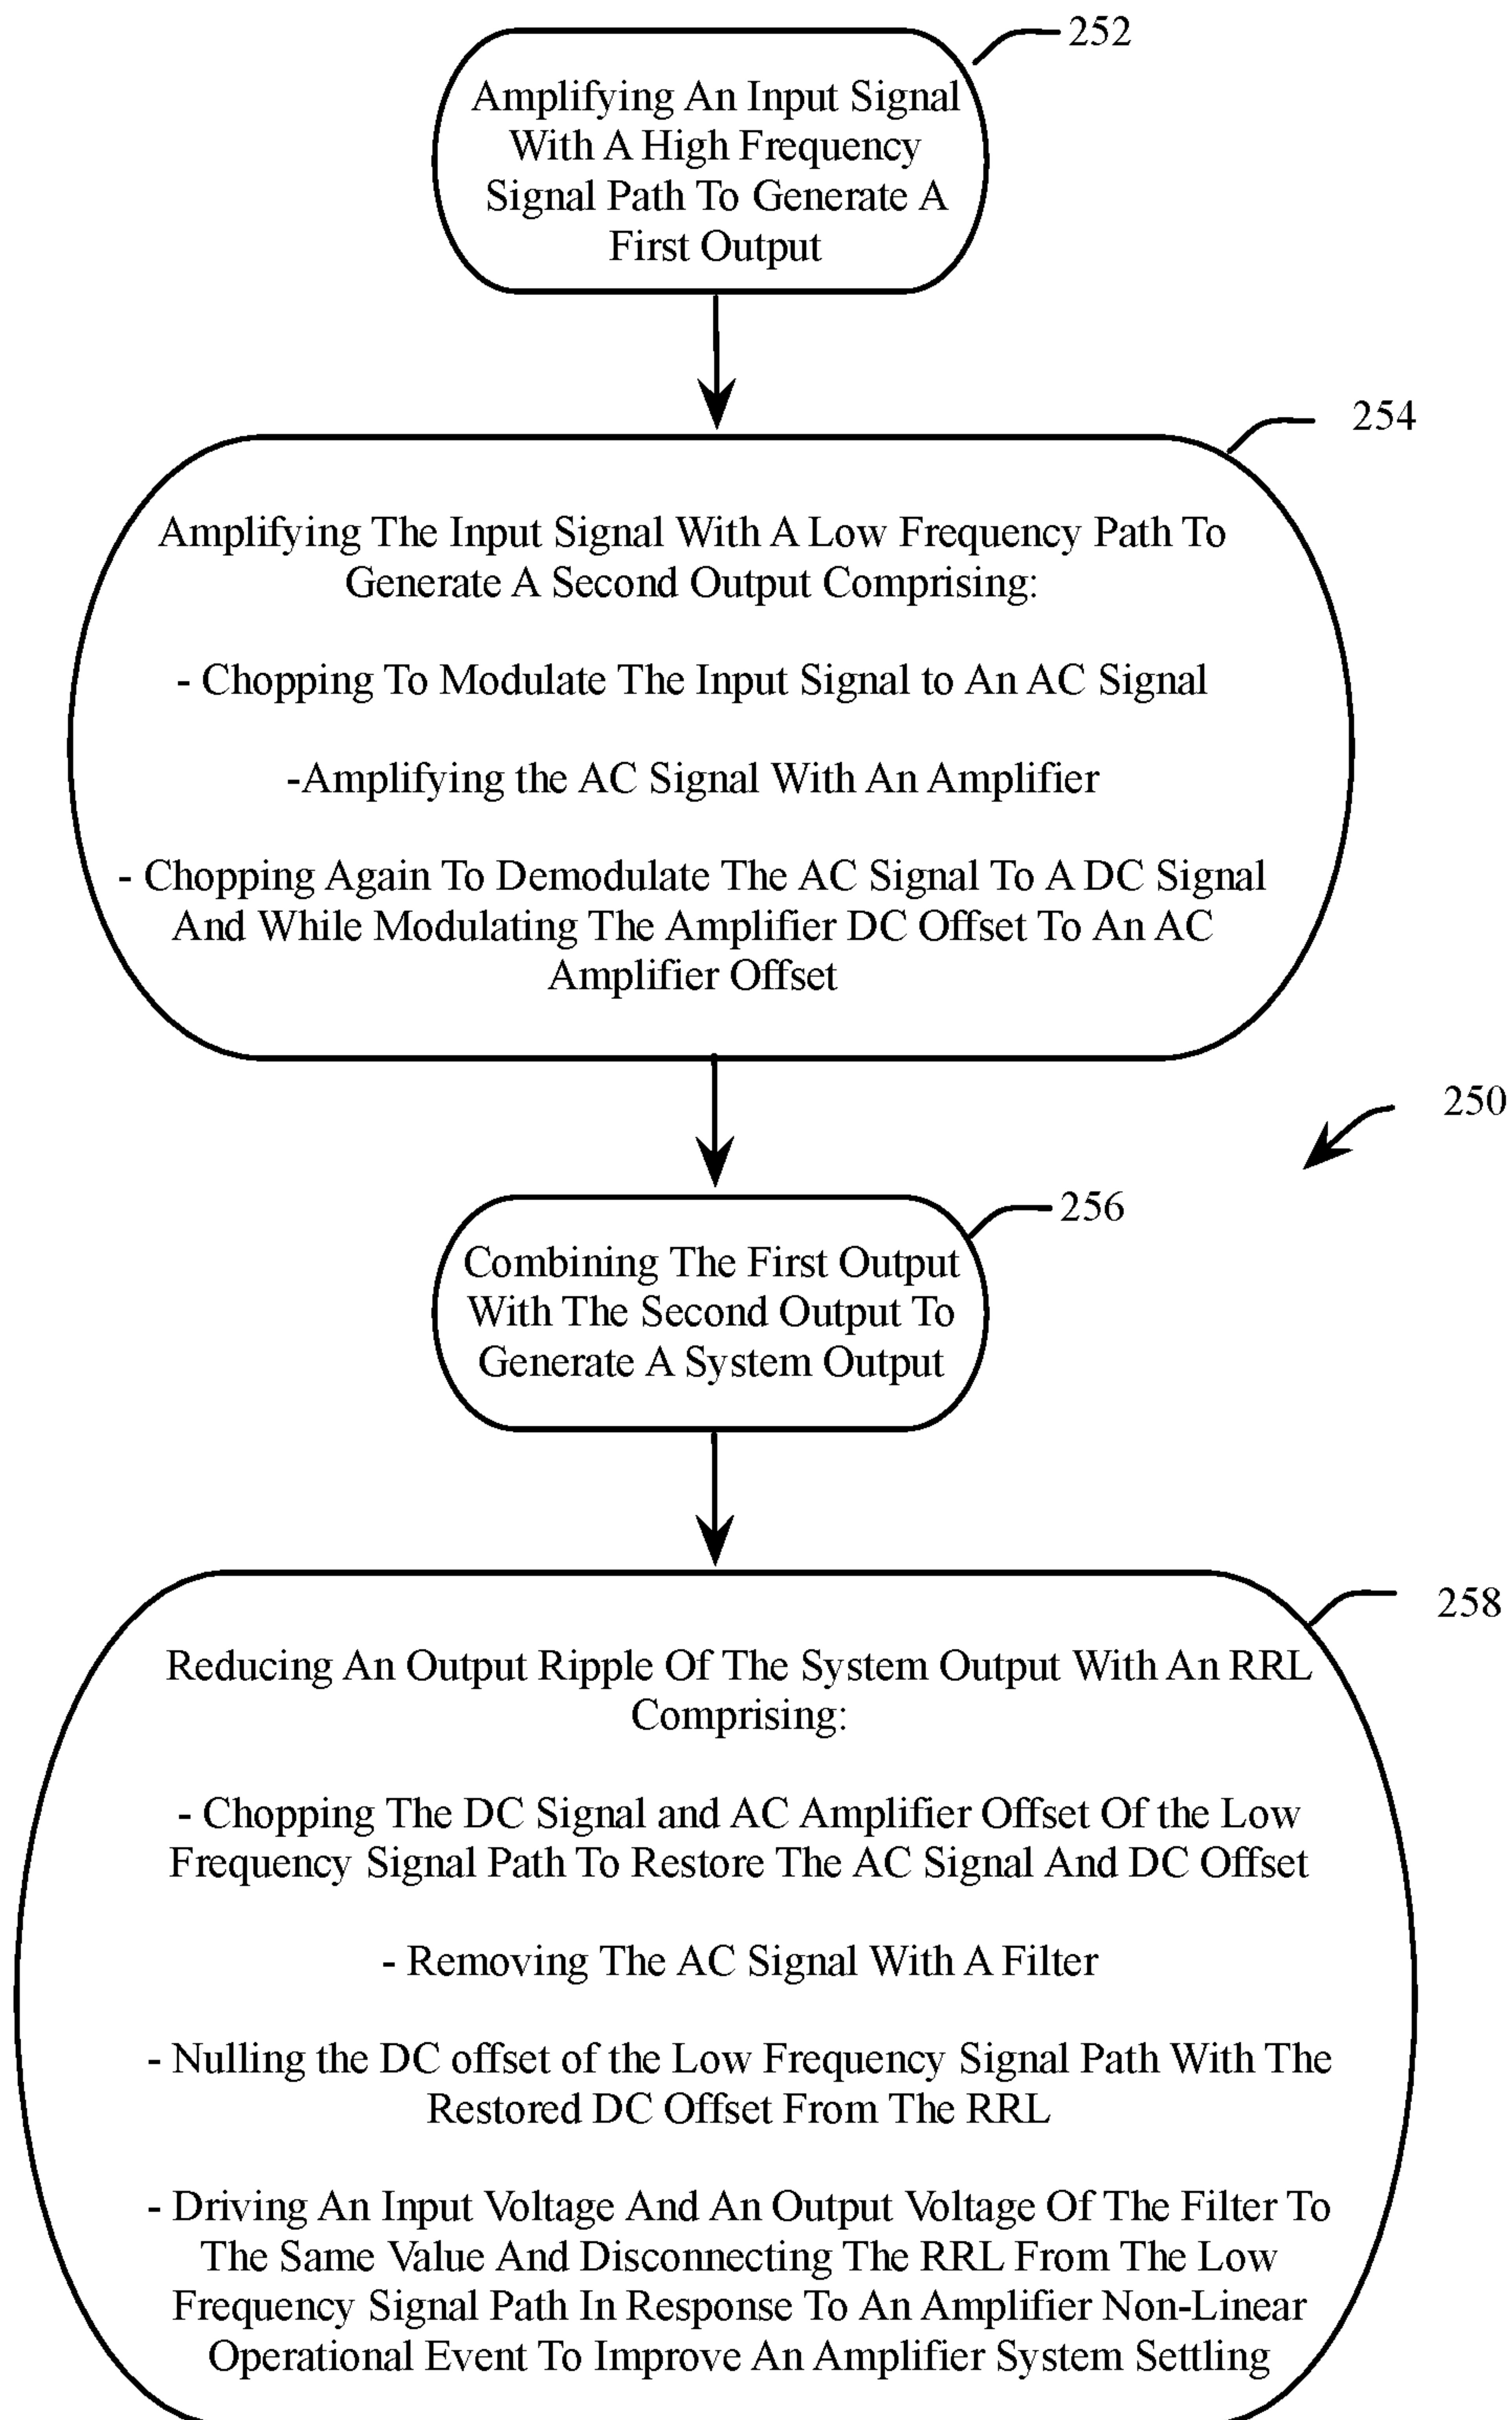 252
Amplifying An Input Signal
With A High Frequency
Signal Path To Generate A
First Output
254
Amplifying The Input Signal With A Low Frequency Path To
Generate A Second Output Comprising:
- Chopping To Modulate The Input Signal to An AC Signal
-Amplifying the AC Signal With An Amplifier
- Chopping Again To Demodulate The AC Signal To A DC Signal
And While Modulating The Amplifier DC Offset To An AC
Amplifier Offset
250
256
Combining The First Output
With The Second Output To
Generate A System Output
258
Reducing An Output Ripple Of The System Output With An RRL
Comprising:
- Chopping The DC Signal and AC Amplifier Offset Of the Low
Frequency Signal Path To Restore The AC Signal And DC Offset
- Removing The AC Signal With A Filter
- Nulling the DC offset of the Low Frequency Signal Path With The
Restored DC Offset From The RRL
- Driving An Input Voltage And An Output Voltage Of The Filter To
The Same Value And Disconnecting The RRL From The Low
Frequency Signal Path In Response To An Amplifier Non-Linear
Operational Event To Improve An Amplifier System Settling